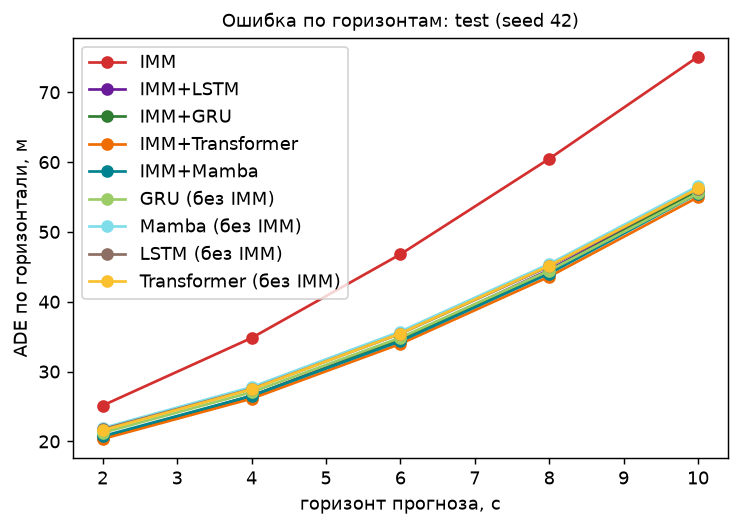 Ошибка по горизонтам: test (seed 42)
ADE по горизонтали, м
70
60
50
40
30
20
IMM
IMM+LSTM
IMM+GRU
IMM+Transformer
IMM+Mamba
GRU (без IMM)
Mamba (без IMM)
LSTM (без IMM)
Transformer (без IMM)
2 3 4 5 6 7 8 9 10
горизонт прогноза, с